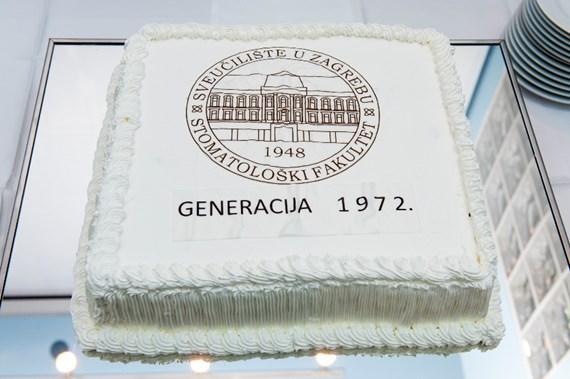 SVEUČILIŠTE U ZAGREBU
STOMATOLOŠKI FAKULTET
1948
GENERACIJA 1972.